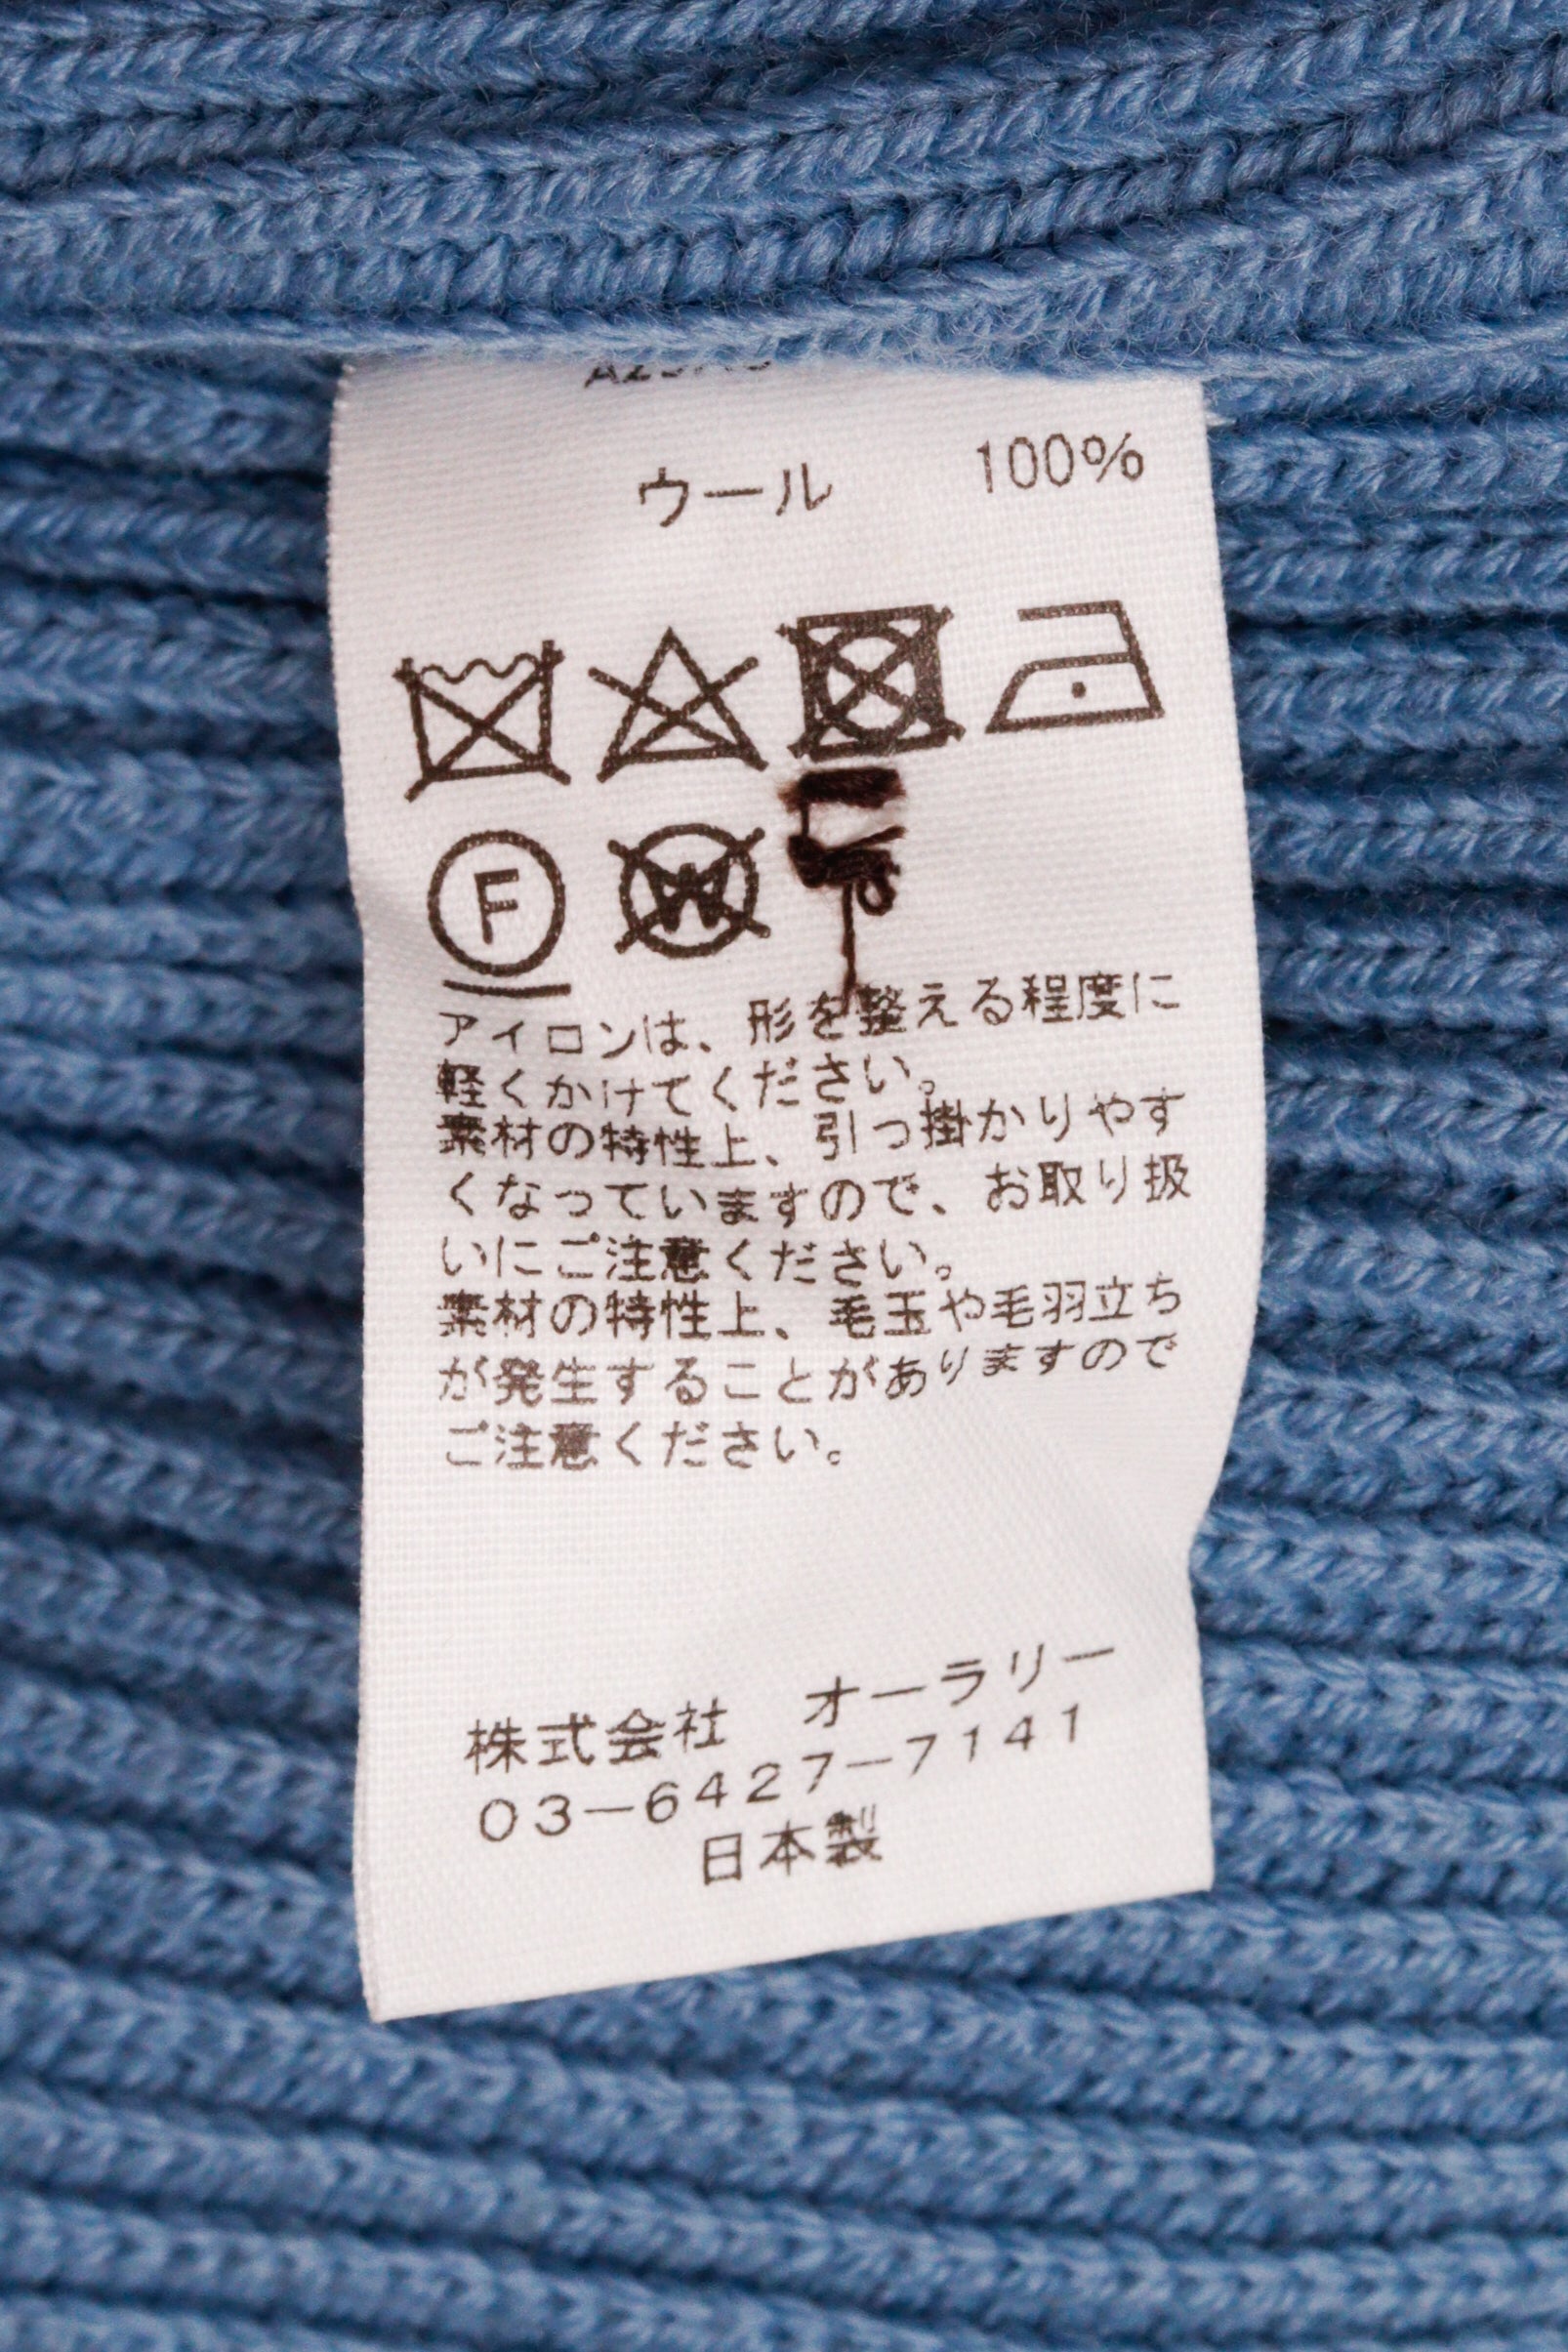 ウール 100%
F W
アイロンは、形を整える程度に
軽くかけてください。
素材の特性上、引っ掛かりやす
くなっていますので、お取り扱
いにご注意ください。
素材の特性上、毛玉や毛羽立ち
が発生することがありますので
ご注意ください。
株式会社 オーラリー
03-6427-7141
日本製